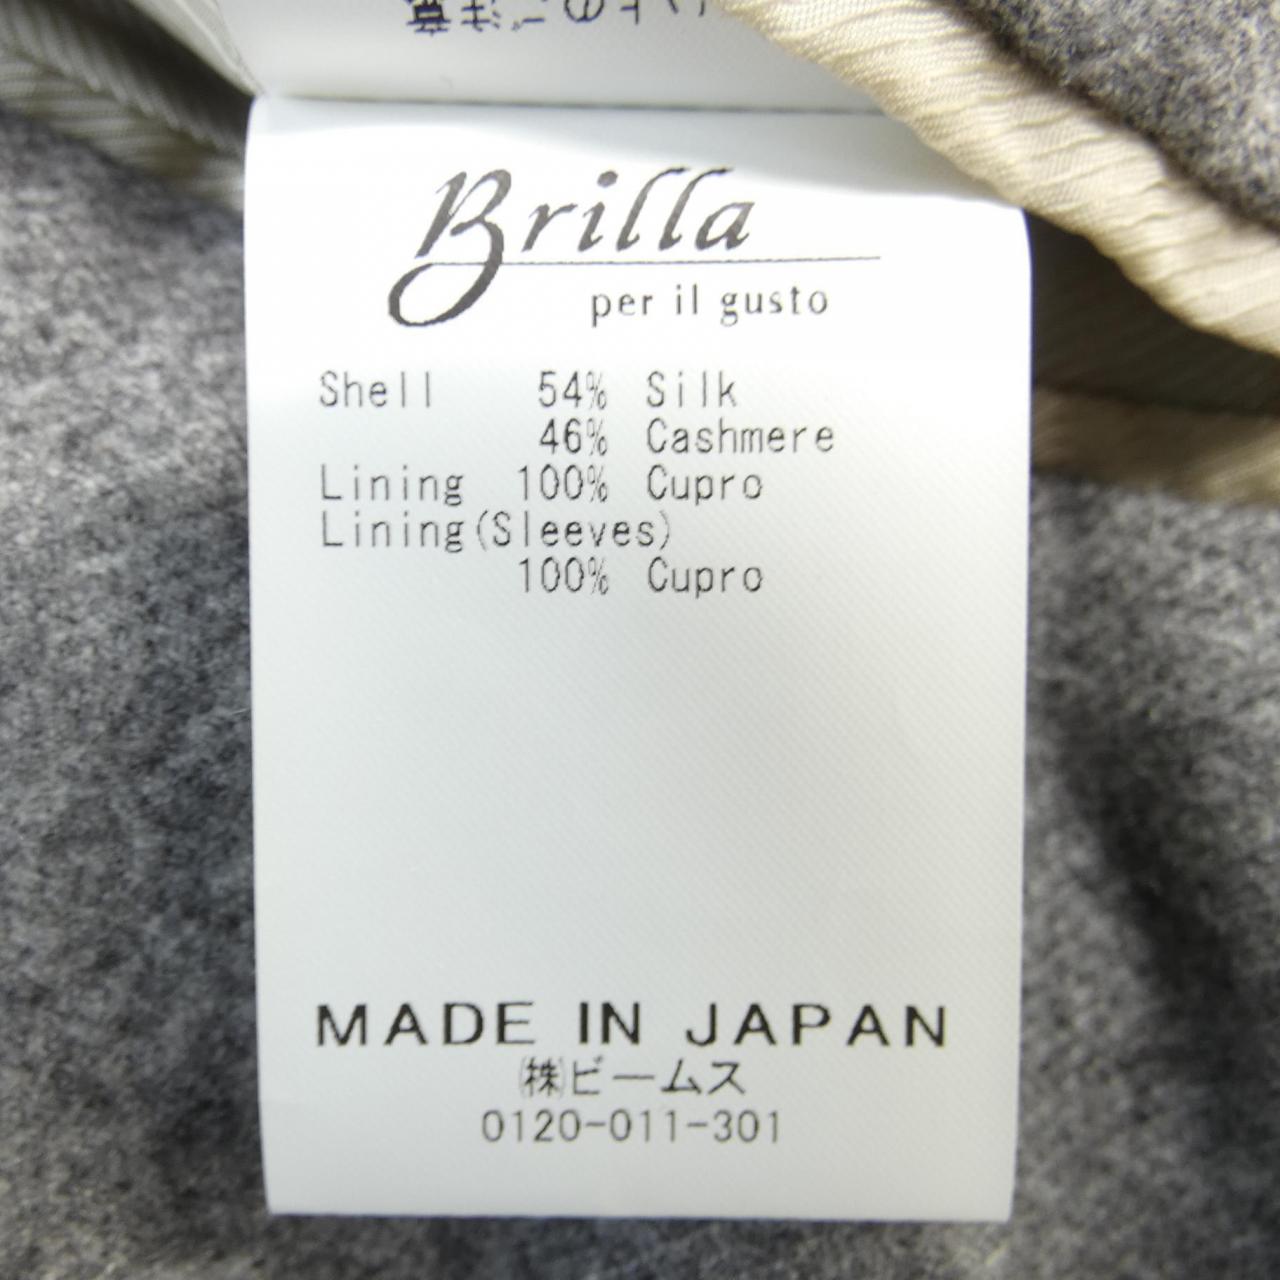 Brilla
per il gusto
Shell 54% Silk
46% Cashmere
Lining 100% Cupro
Lining(Sleeves)
100% Cupro
MADE IN JAPAN
㈱ビームス
0120-011-301